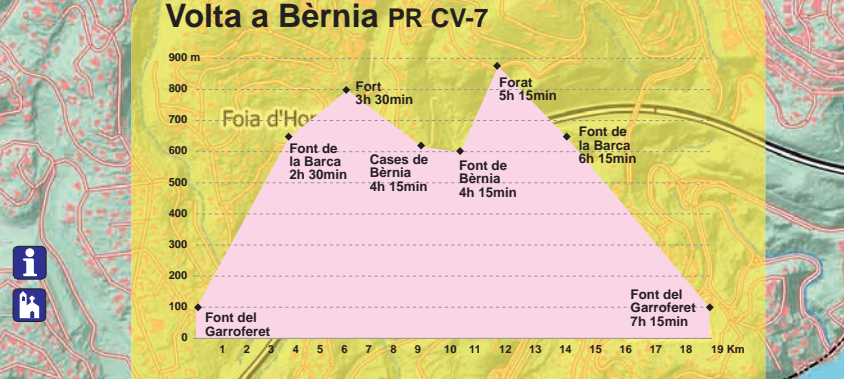 Volta a Bèrnia PR CV-7
900 m
800
700
600
500
400
300
200
100
0
Foia d'Hor
Font del
Garroferet
Font de
la Barca
2h 30min
Fort
3h 30min
Cases de
Bèrnia
4h 15min
Font de
Bèrnia
4h 15min
Forat
5h 15min
Font de
la Barca
6h 15min
Font del
Garroferet
7h 15min
1 2 3 4 5 6 7 8 9 10 11 12 13 14 15 16 17 18 19 Km